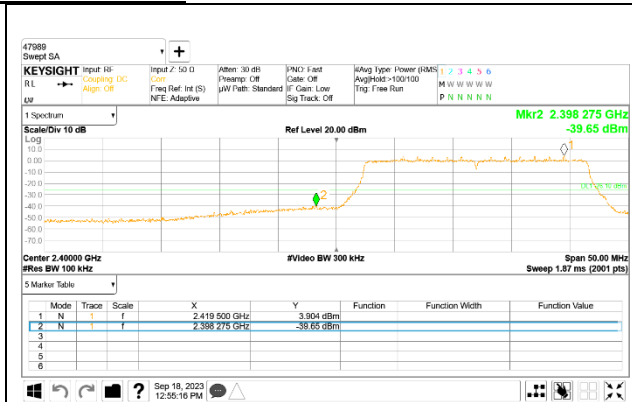 47989
Swept SA
+
KEYSIGHT Input: RF Input Z: 50 Ω Atten: 30 dB PNO: Fast #Avg Type: Power (RMS 1 2 3 4 5 6
RL Coupling: DC Corr Preamp: Off Gate: Off Avg|Hold:>100/100 M W W W W W
Align: Off Freq Ref: Int (S) µW Path: Standard IF Gain: Low Trig: Free Run
NFE: Adaptive Sig Track: Off P N N N N N
1 Spectrum Mkr2 2.398 275 GHz
Scale/Div 10 dB Ref Level 20.00 dBm -39.65 dBm
Log
10.0 1
0.00
-10.0
-20.0
-30.0
-40.0 2
-50.0
-60.0
-70.0
Center 2.40000 GHz #Video BW 300 kHz Span 50.00 MHz
#Res BW 100 kHz Sweep 1.87 ms (2001 pts)
5 Marker Table
Mode Trace Scale X Y Function Function Width Function Value
1 N 1 f 2.419 500 GHz 3.904 dBm
2 N 1 f 2.398 275 GHz -39.65 dBm
3
4
5
6
? Sep 18, 2023
12:55:16 PM